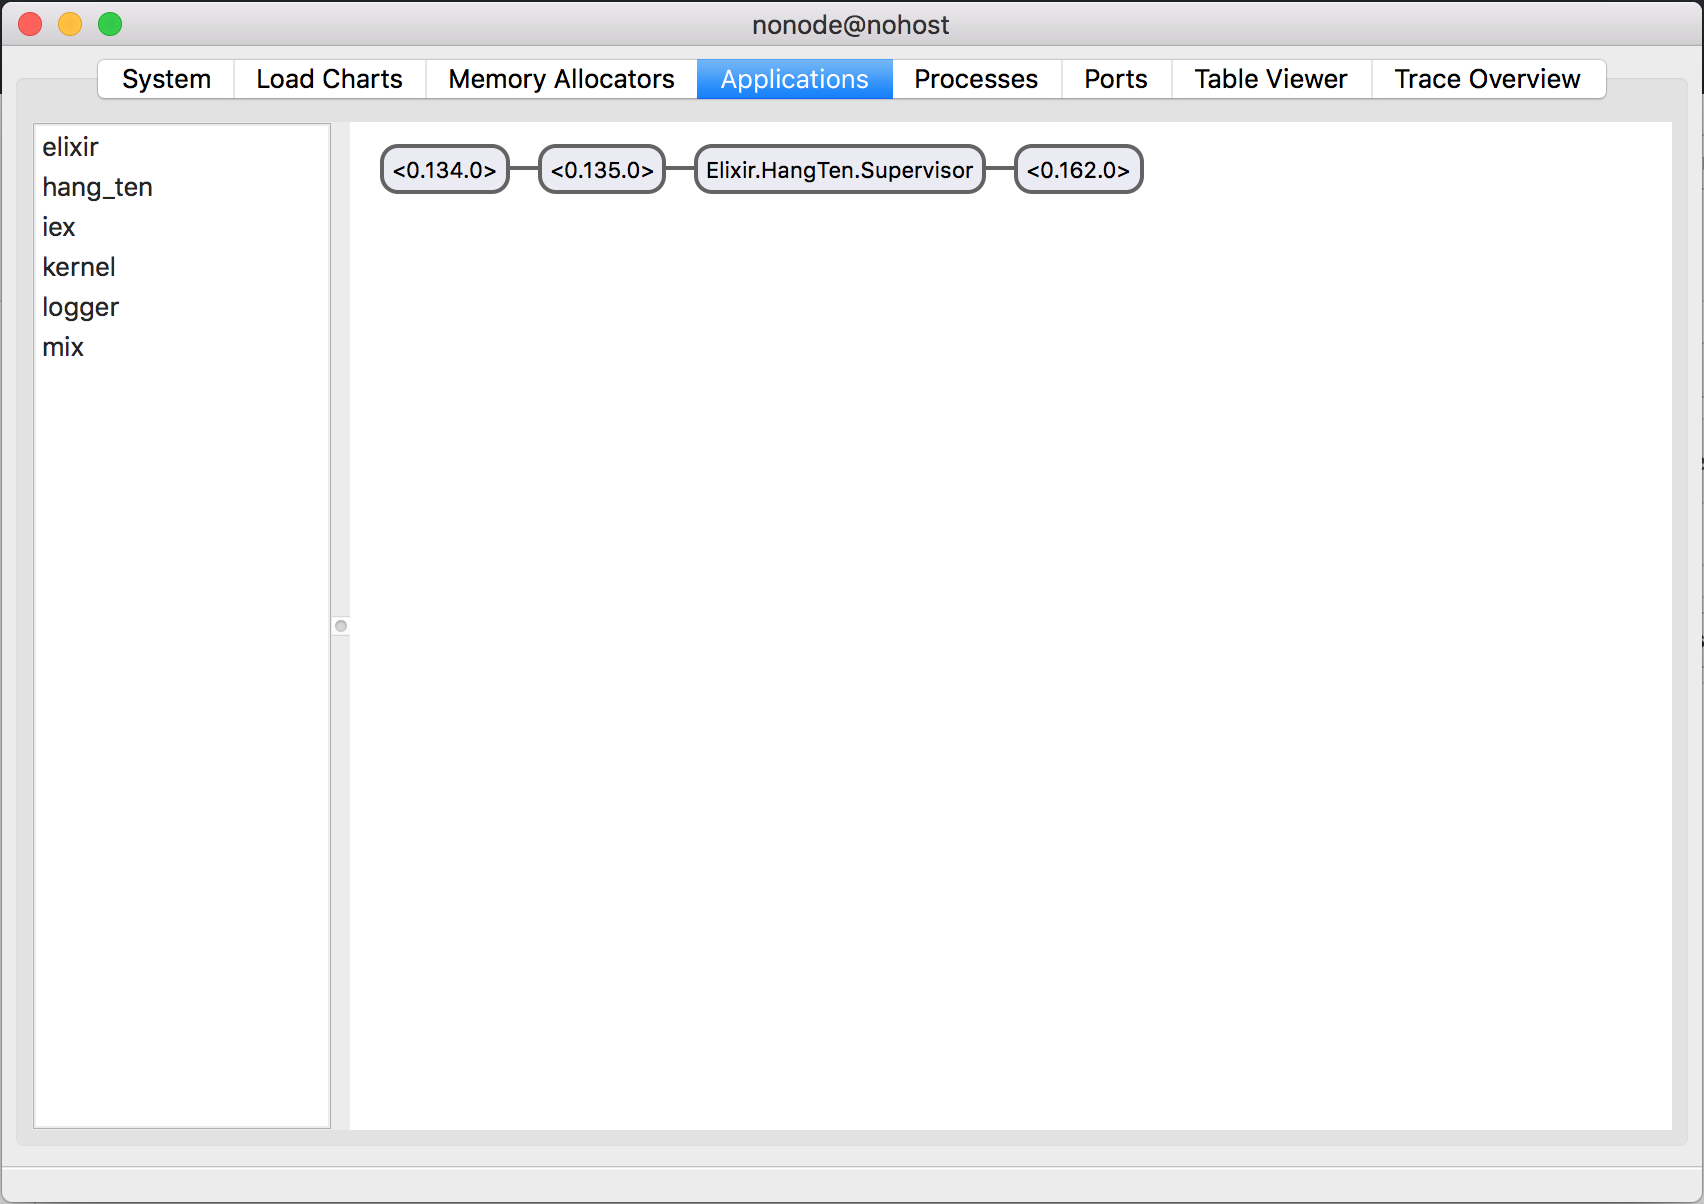 nonode@nohost
System Load Charts Memory Allocators Applications Processes Ports Table Viewer Trace Overview
elixir
hang_ten
iex
kernel
logger
mix
<0.134.0> <0.135.0> Elixir.HangTen.Supervisor <0.162.0>